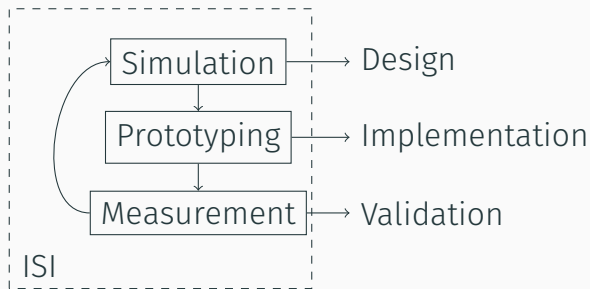 Simulation
Design
Prototyping
Implementation
Measurement
Validation
ISI